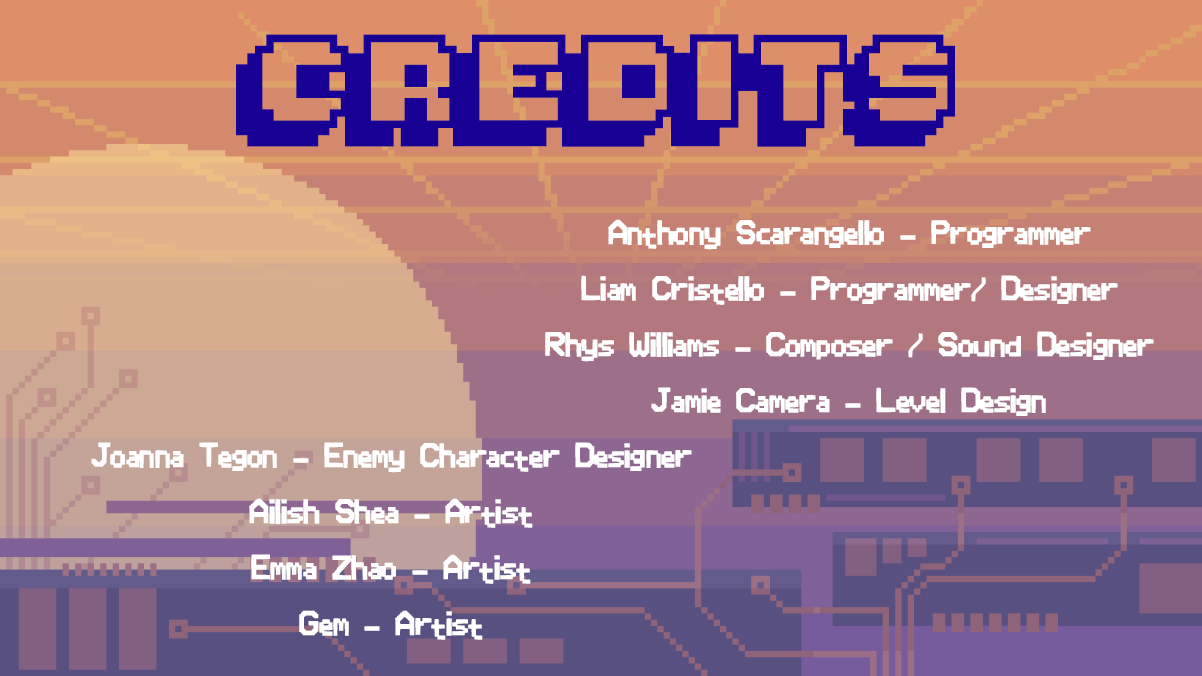 CREDITS
Anthony Scarangello - Programmer
Liam Cristello - Programmer/ Designer
Rhys Williams - Composer / Sound Designer
Jamie Camera - Level Design
Joanna Tegon - Enemy Character Designer
Ailish Shea - Artist
Emma Zhao - Artist
Gem - Artist